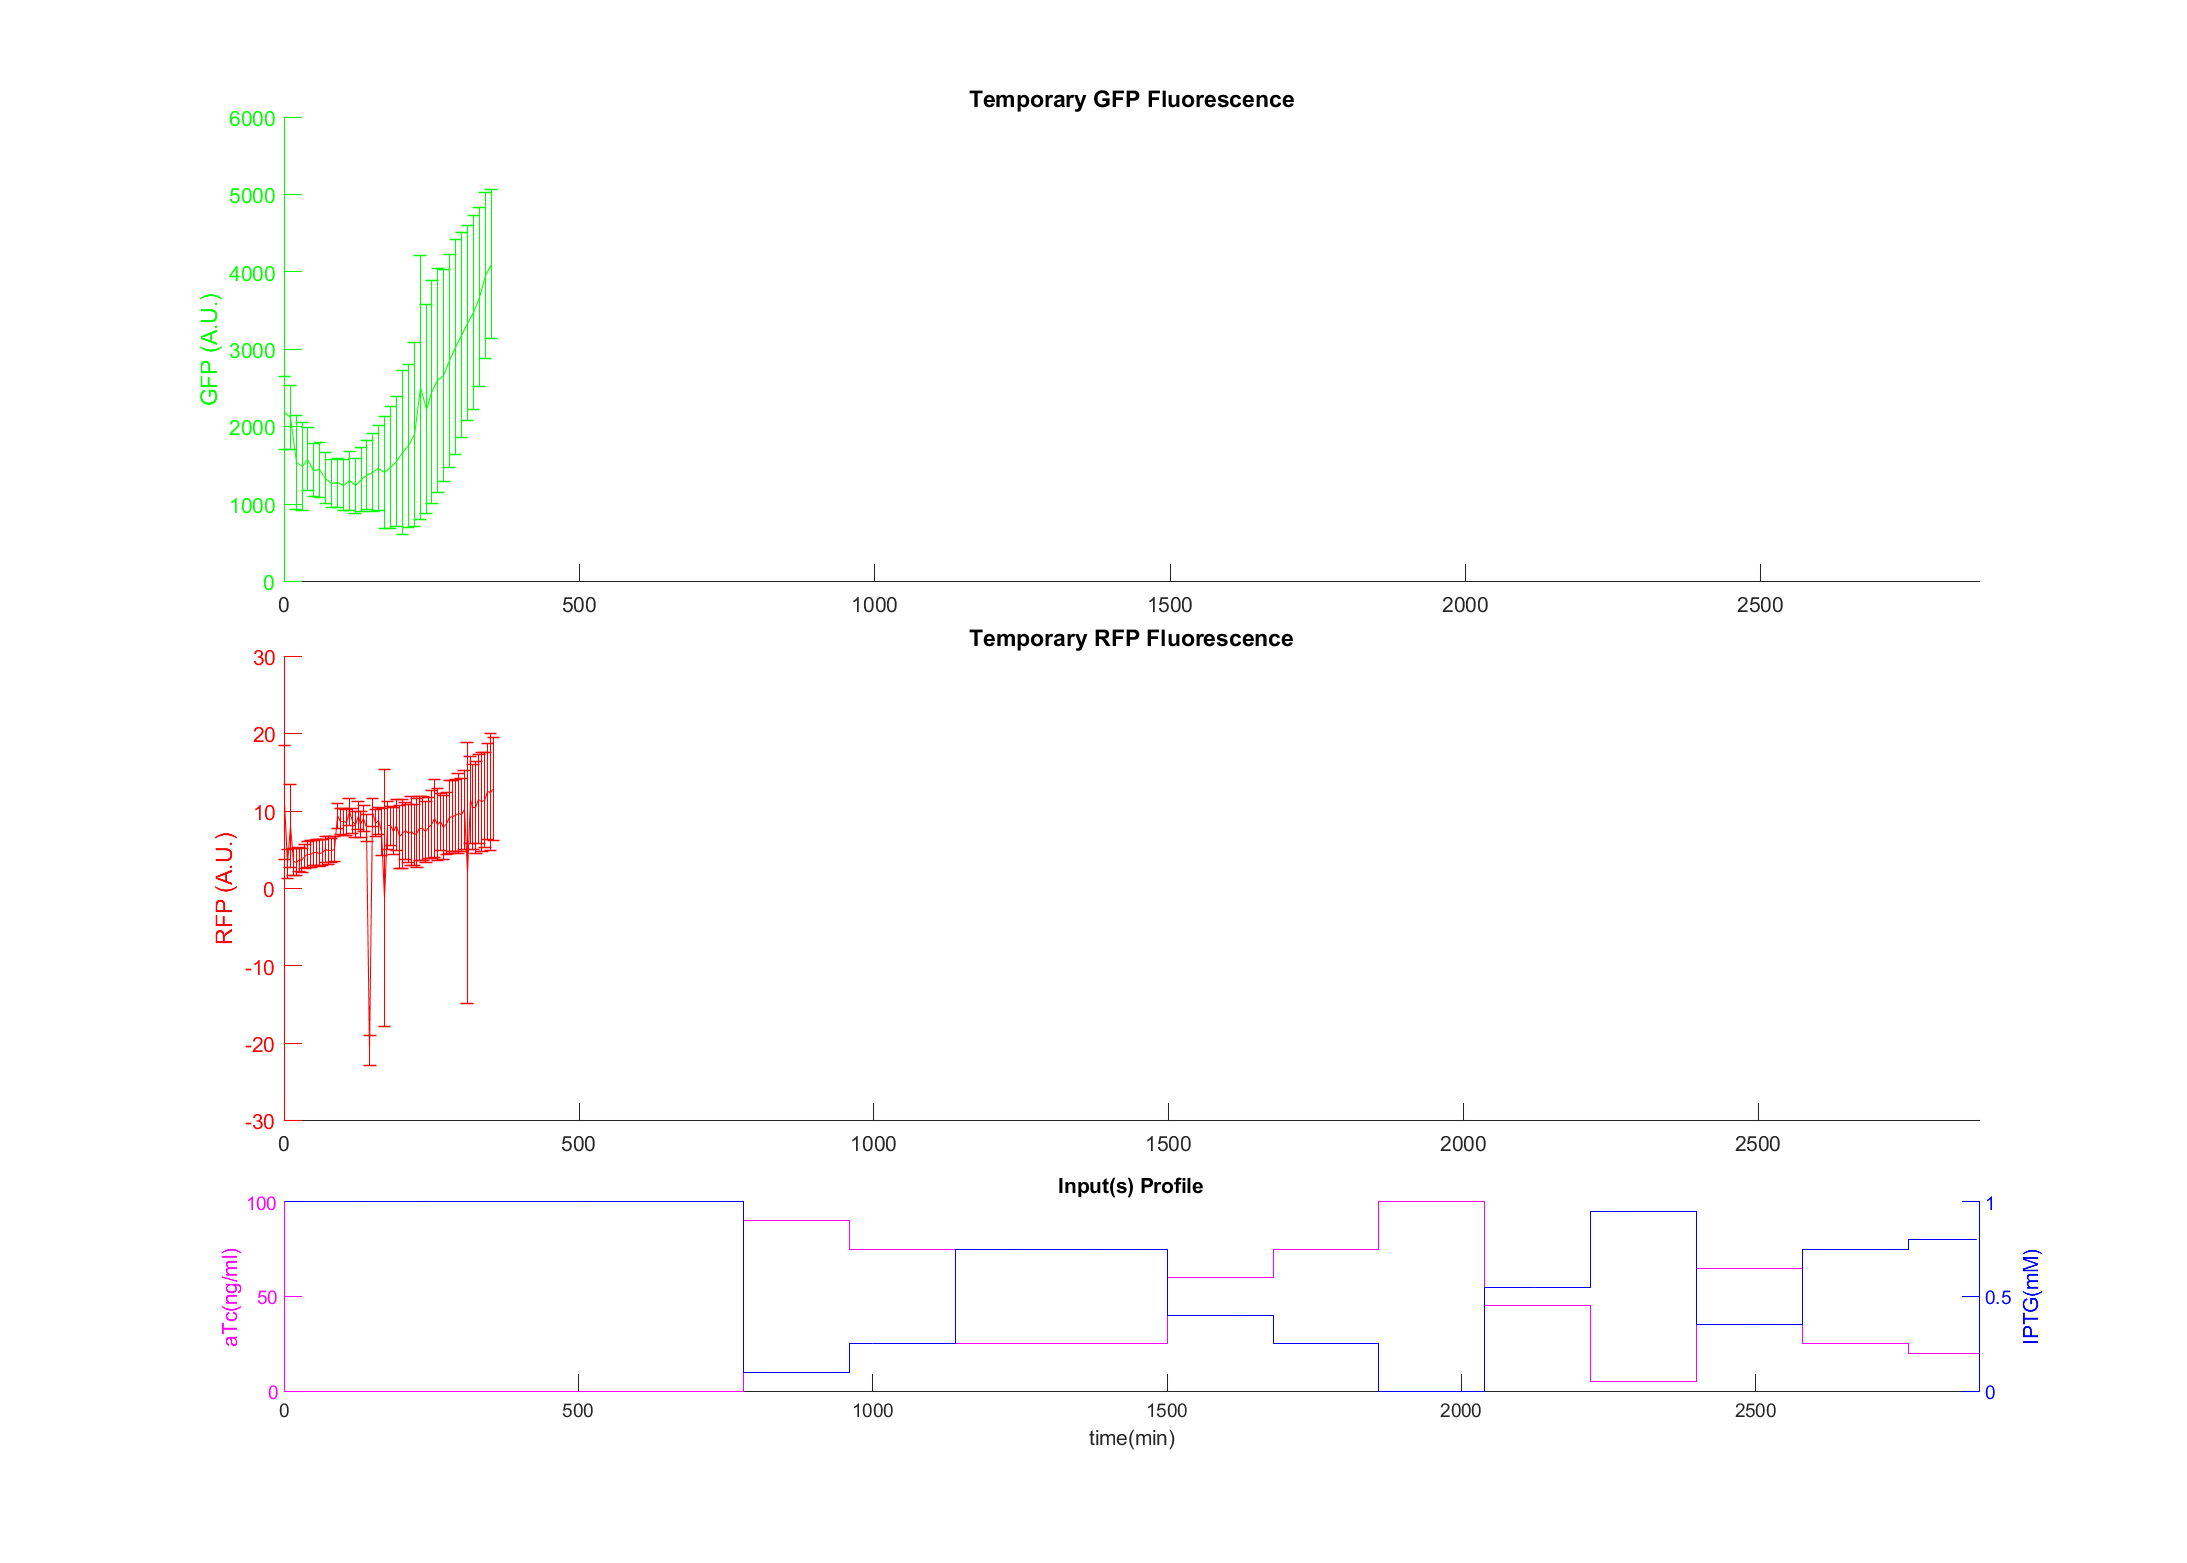 Temporary GFP Fluorescence
6000
5000
4000
3000
2000
1000
0
GFP (A.U.)
0 500 1000 1500 2000 2500
Temporary RFP Fluorescence
30
20
10
0
-10
-20
-30
RFP (A.U.)
0 500 1000 1500 2000 2500
Input(s) Profile
100
50
0
aTc(ng/ml)
1
0.5
0
IPTG(mM)
0 500 1000 1500 2000 2500
time(min)